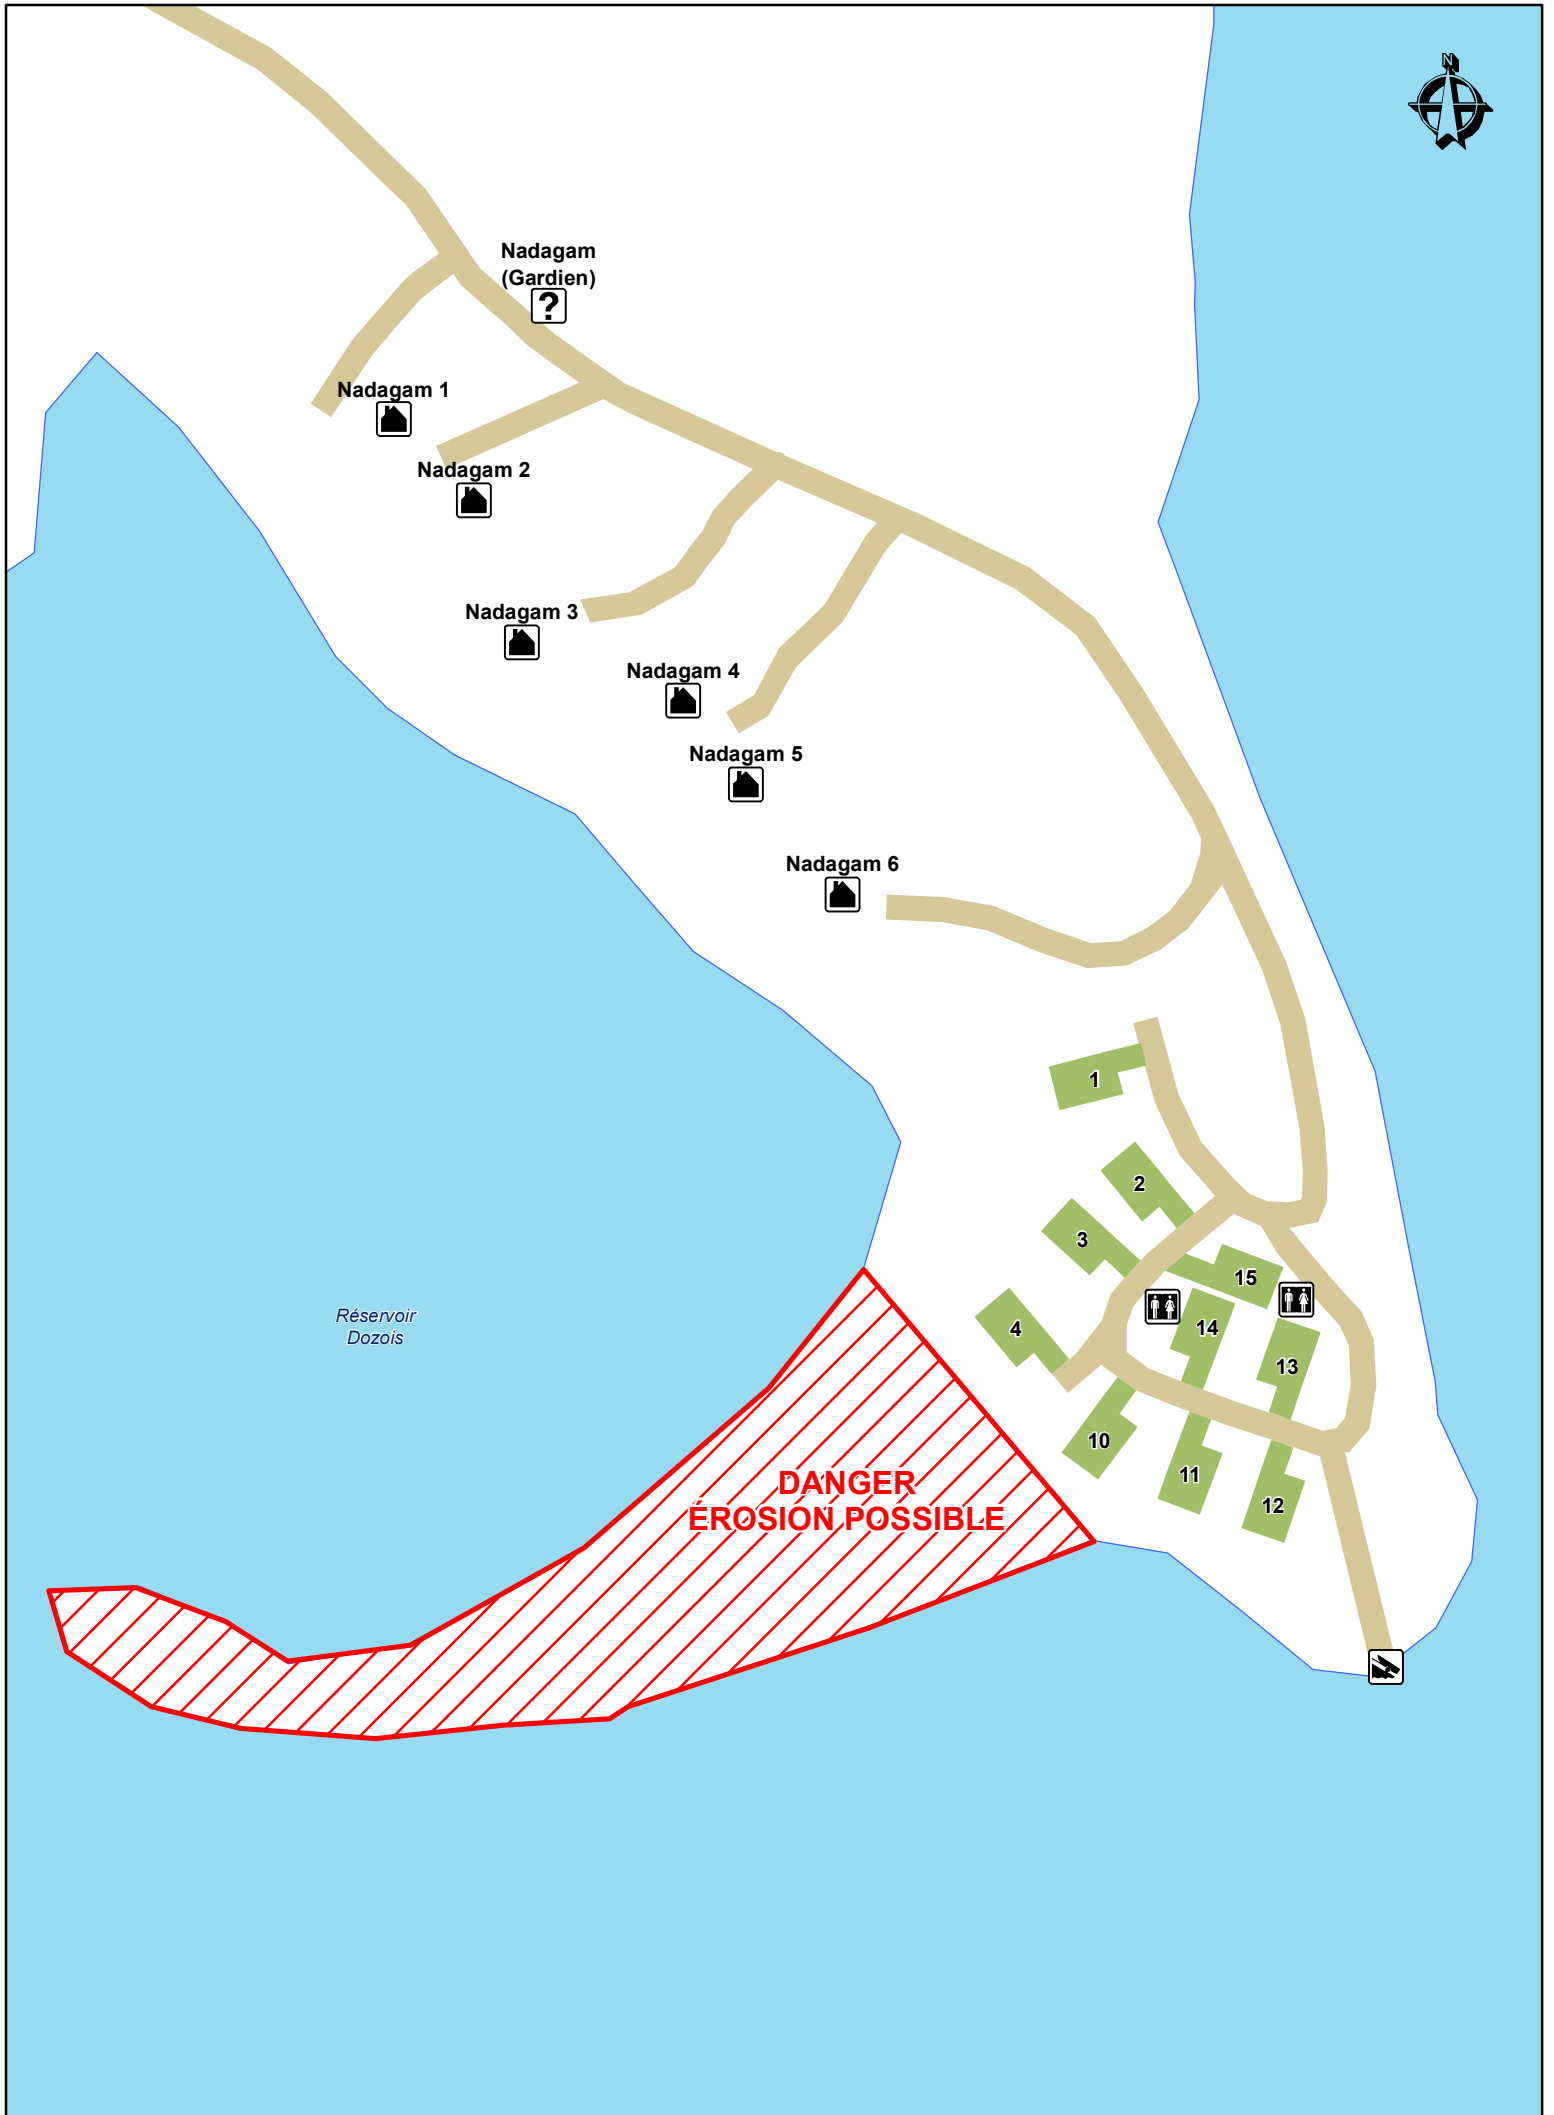 N
Nadagam
(Gardien)
?
Nadagam 1
Nadagam 2
Nadagam 3
Nadagam 4
Nadagam 5
Nadagam 6
1
2
3
15
4
14
13
10
11
12
Réservoir
Dozois
DANGER
ÉROSION POSSIBLE